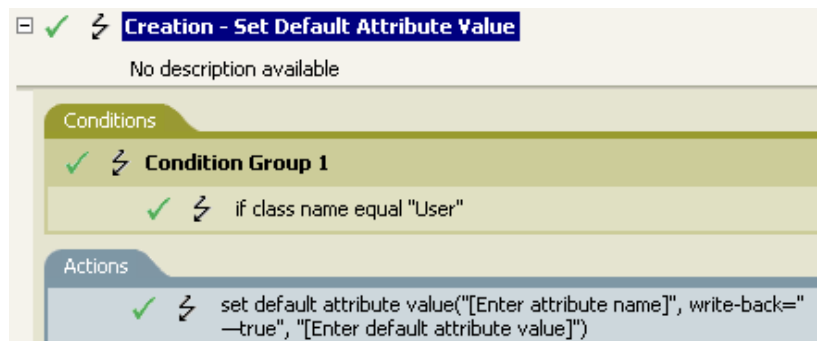 Creation - Set Default Attribute Value
No description available
Conditions
Condition Group 1
if class name equal "User"
Actions
set default attribute value("[Enter attribute name]", write-back="
—true", "[Enter default attribute value]")